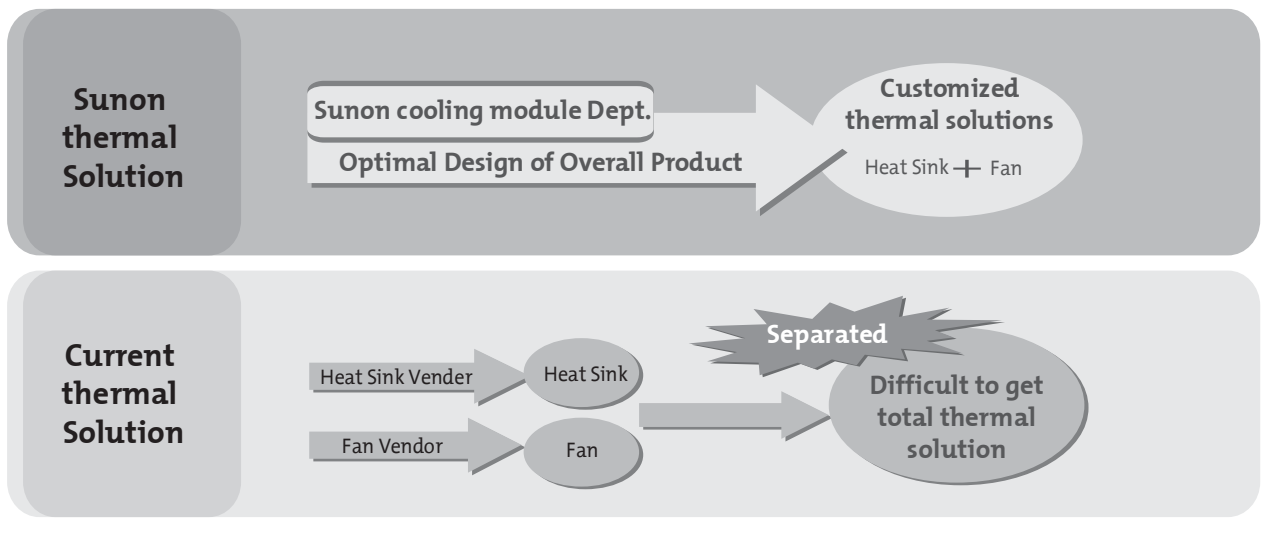 Sunon
thermal
Solution
Sunon cooling module Dept.
Optimal Design of Overall Product
Customized
thermal solutions
Heat Sink + Fan
Current
thermal
Solution
Heat Sink Vender
Heat Sink
Fan Vendor
Fan
Separated
Difficult to get
total thermal
solution